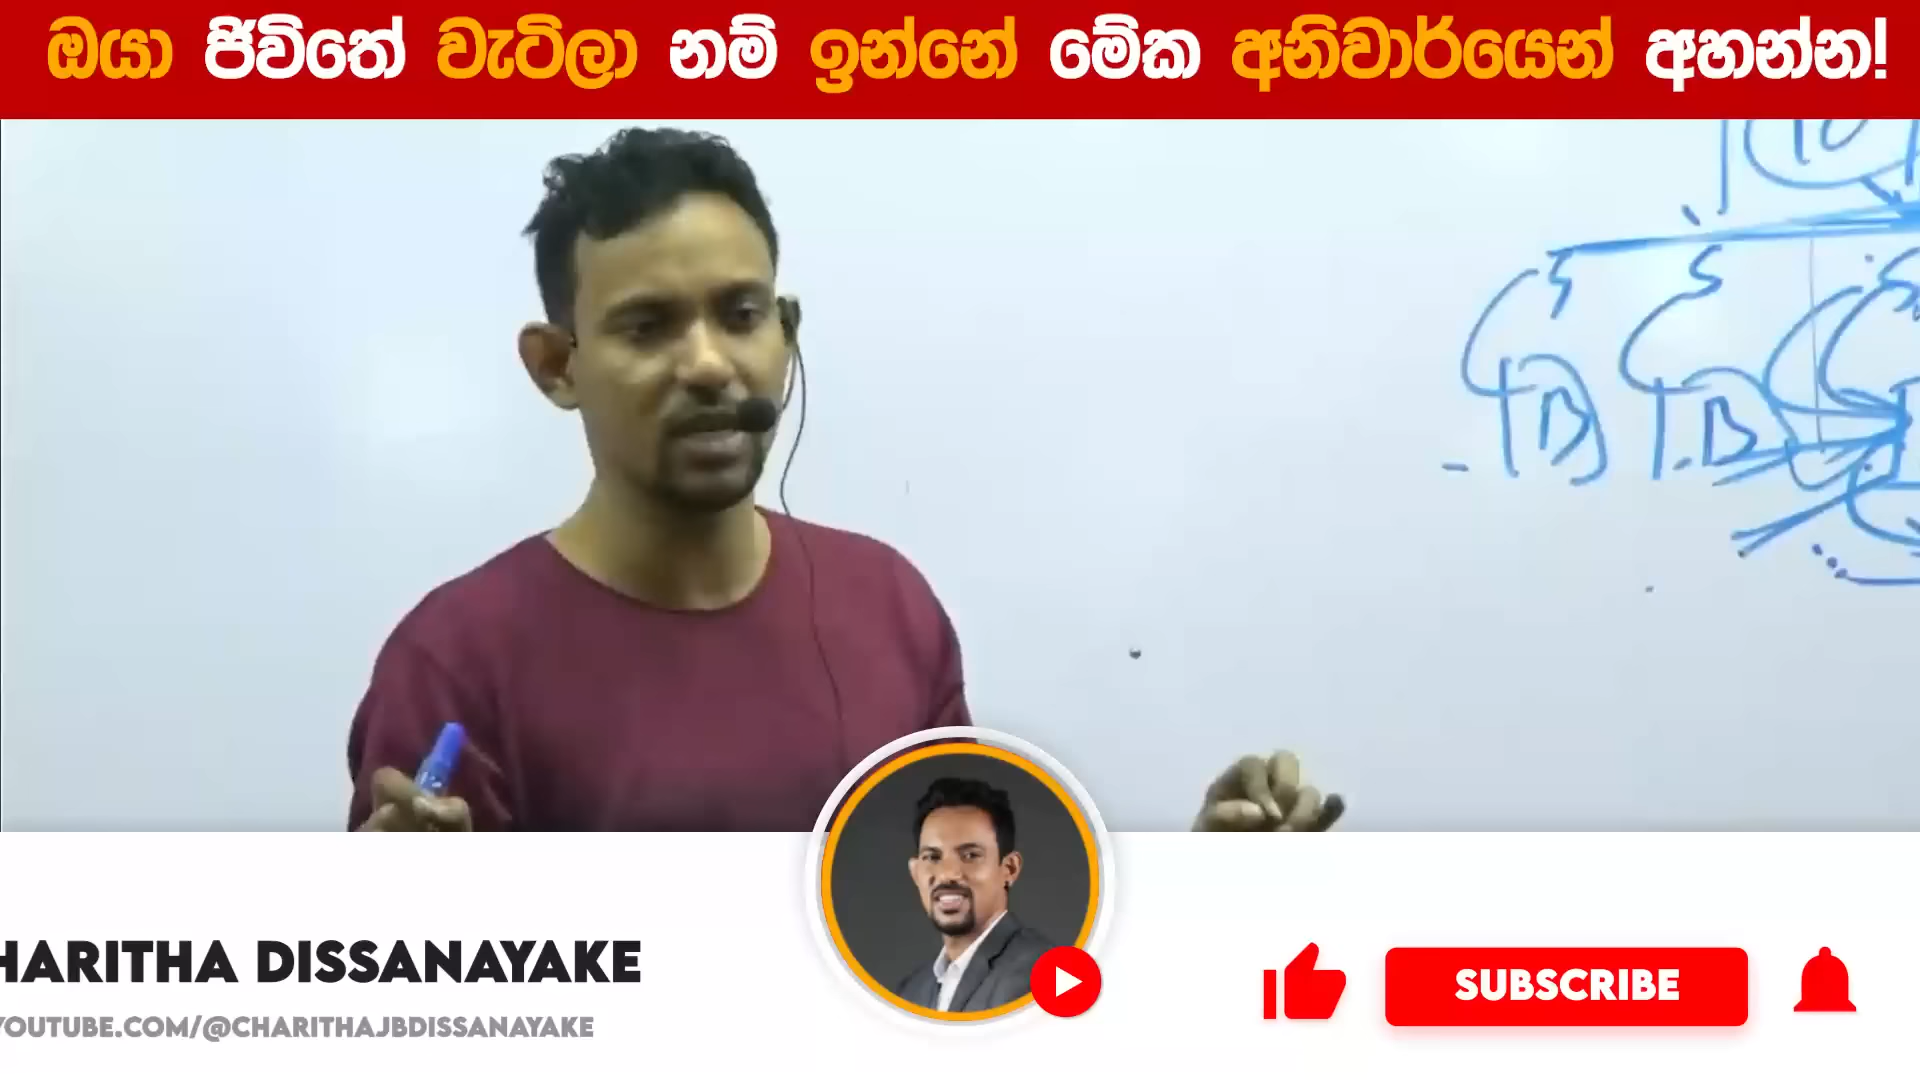 ඔයා ජීවිතේ වැටිලා නම් ඉන්නේ මේක අනිවාර්යෙන් අහන්න!
HARITHA DISSANAYAKE
YOUTUBE.COM/@CHARITHAJBDISSANAYAKE
SUBSCRIBE